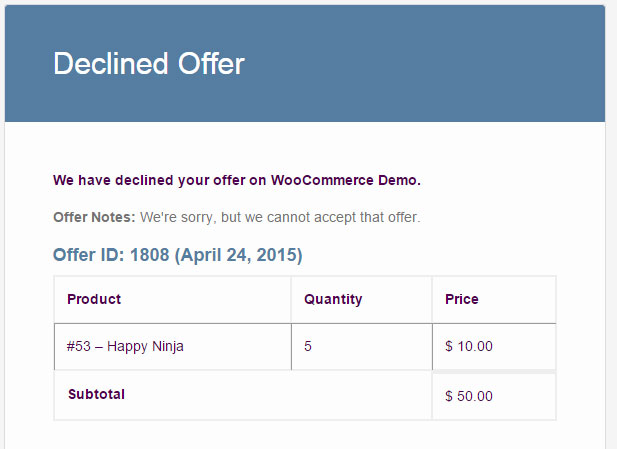 Declined Offer
We have declined your offer on WooCommerce Demo.
Offer Notes: We're sorry, but we cannot accept that offer.
Offer ID: 1808 (April 24, 2015)
Product Quantity Price
#53 – Happy Ninja 5 $ 10.00
Subtotal $ 50.00